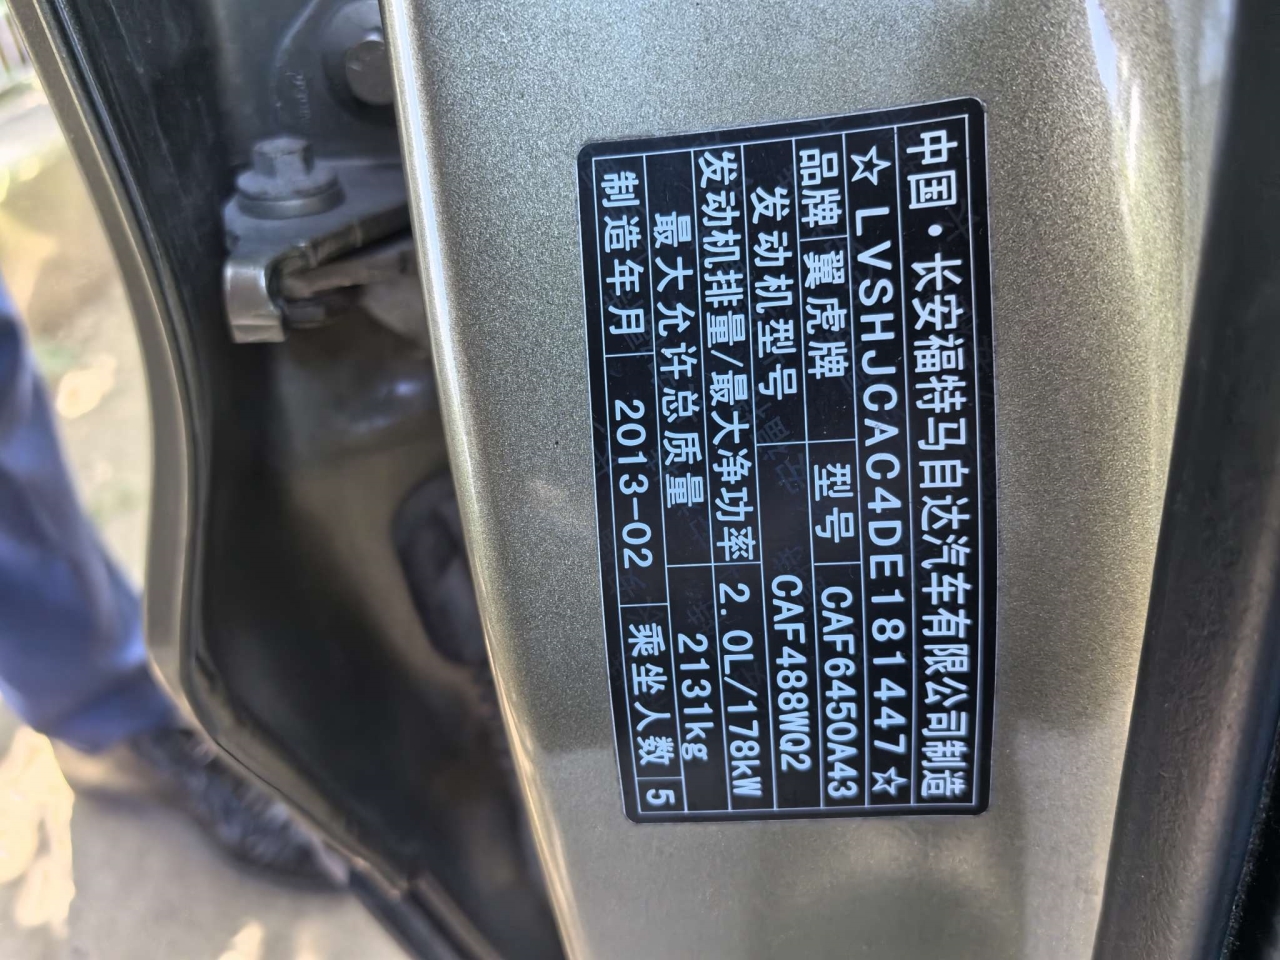 中国·长安福特马自达汽车有限公司制造
☆LVSHJCAC4DE181447☆
品牌 翼虎牌 型号 CAF6450A43
发动机型号 CAF488WQ2
发动机排量/最大净功率 2.0L/178kW
最大允许总质量 2131kg
制造年月 2013-02 乘坐人数 5